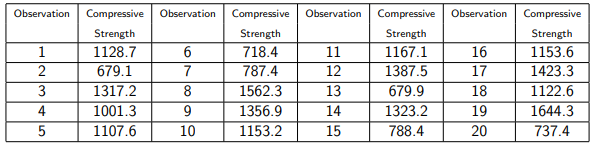 Observation Compressive Observation Compressive Observation Compressive Observation Compressive
Strength Strength Strength Strength
1 1128.7 6 718.4 11 1167.1 16 1153.6
2 679.1 7 787.4 12 1387.5 17 1423.3
3 1317.2 8 1562.3 13 679.9 18 1122.6
4 1001.3 9 1356.9 14 1323.2 19 1644.3
5 1107.6 10 1153.2 15 788.4 20 737.4